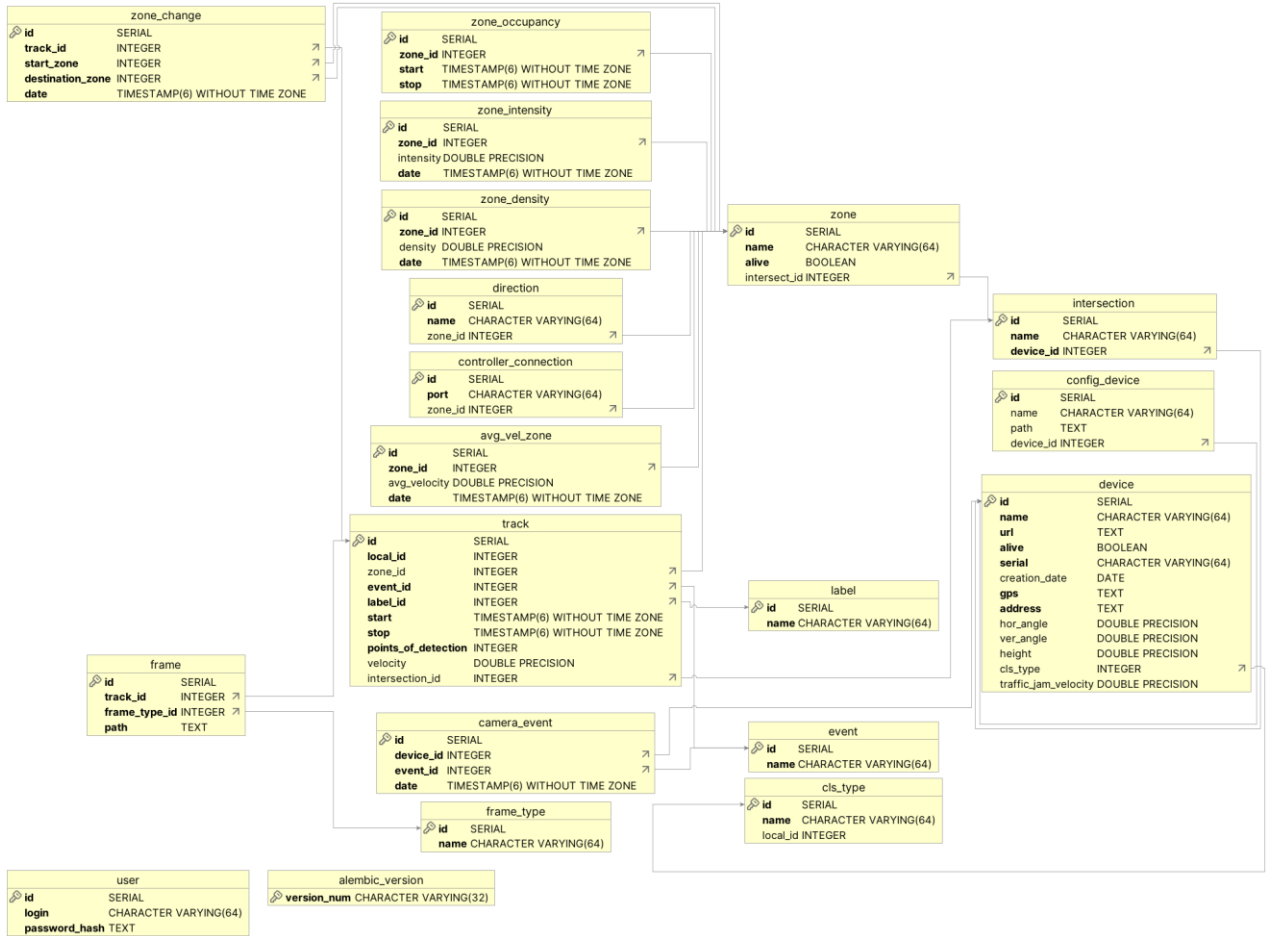 zone_change
id SERIAL
track_id INTEGER
start_zone INTEGER
destination_zone INTEGER
date TIMESTAMP(6) WITHOUT TIME ZONE
zone_occupancy
id SERIAL
zone_id INTEGER
start TIMESTAMP(6) WITHOUT TIME ZONE
stop TIMESTAMP(6) WITHOUT TIME ZONE
zone_intensity
id SERIAL
zone_id INTEGER
intensity DOUBLE PRECISION
date TIMESTAMP(6) WITHOUT TIME ZONE
zone_density
id SERIAL
zone_id INTEGER
density DOUBLE PRECISION
date TIMESTAMP(6) WITHOUT TIME ZONE
zone
id SERIAL
name CHARACTER VARYING(64)
alive BOOLEAN
intersect_id INTEGER
direction
id SERIAL
name CHARACTER VARYING(64)
zone_id INTEGER
intersection
id SERIAL
name CHARACTER VARYING(64)
device_id INTEGER
controller_connection
id SERIAL
port CHARACTER VARYING(64)
zone_id INTEGER
config_device
id SERIAL
name CHARACTER VARYING(64)
path TEXT
device_id INTEGER
avg_vel_zone
id SERIAL
zone_id INTEGER
avg_velocity DOUBLE PRECISION
date TIMESTAMP(6) WITHOUT TIME ZONE
device
id SERIAL
name CHARACTER VARYING(64)
url TEXT
alive BOOLEAN
serial CHARACTER VARYING(64)
creation_date DATE
gps TEXT
address TEXT
hor_angle DOUBLE PRECISION
ver_angle DOUBLE PRECISION
height DOUBLE PRECISION
cls_type INTEGER
traffic_jam_velocity DOUBLE PRECISION
track
id SERIAL
local_id INTEGER
zone_id INTEGER
event_id INTEGER
label_id INTEGER
start TIMESTAMP(6) WITHOUT TIME ZONE
stop TIMESTAMP(6) WITHOUT TIME ZONE
points_of_detection INTEGER
velocity DOUBLE PRECISION
intersection_id INTEGER
label
id SERIAL
name CHARACTER VARYING(64)
frame
id SERIAL
track_id INTEGER
frame_type_id INTEGER
path TEXT
camera_event
id SERIAL
device_id INTEGER
event_id INTEGER
date TIMESTAMP(6) WITHOUT TIME ZONE
event
id SERIAL
name CHARACTER VARYING(64)
cls_type
id SERIAL
name CHARACTER VARYING(64)
local_id INTEGER
frame_type
id SERIAL
name CHARACTER VARYING(64)
user
id SERIAL
login CHARACTER VARYING(64)
password_hash TEXT
alembic_version
version_num CHARACTER VARYING(32)